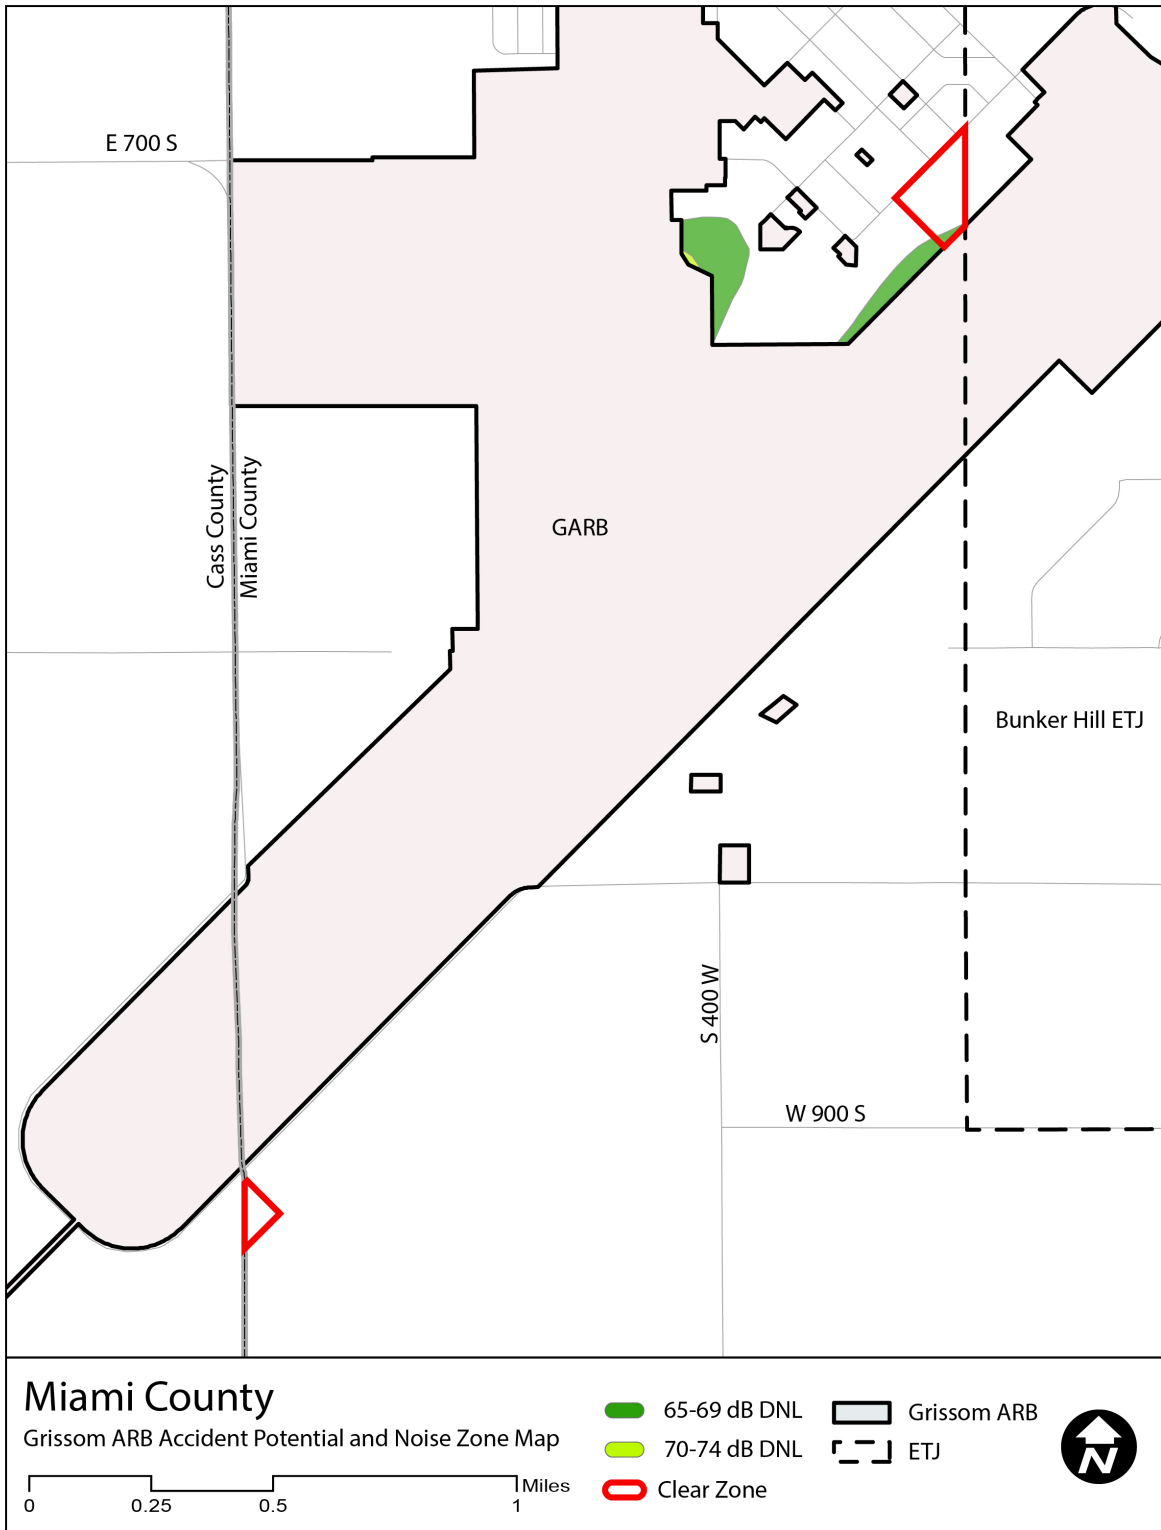 E 700 S
Cass County
Miami County
GARB
Bunker Hill ETJ
S 400 W
W 900 S
Miami County
Grissom ARB Accident Potential and Noise Zone Map
Miles
0 0.25 0.5 1
65-69 dB DNL
70-74 dB DNL
Clear Zone
Grissom ARB
ETJ
N